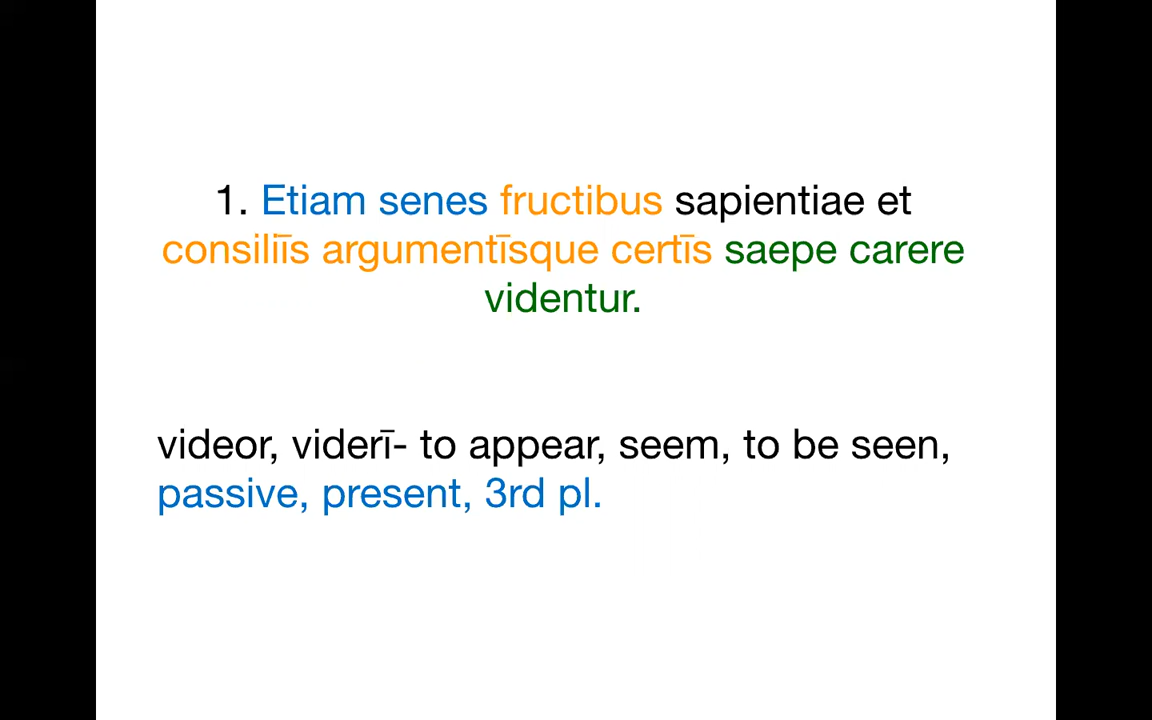 1. Etiam senes fructibus sapientiae et
consiliīs argumentīsque certīs saepe carere
videntur.
videor, viderī- to appear, seem, to be seen,
passive, present, 3rd pl.